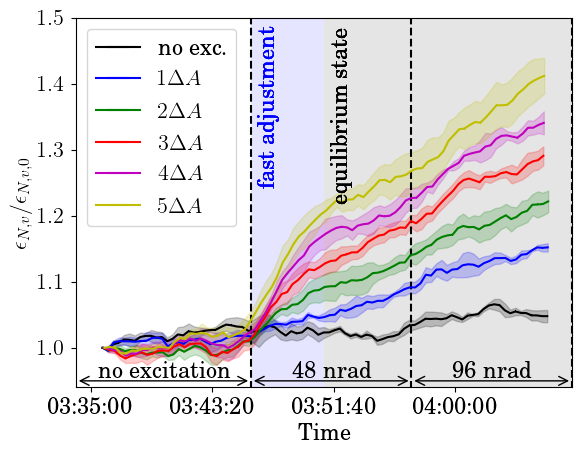 1.5
1.4
1.3
1.2
1.1
1.0
ϵ_{N,v}/ϵ_{N,v,0}
no exc.
1ΔA
2ΔA
3ΔA
4ΔA
5ΔA
fast adjustment
equilibrium state
no excitation
48 nrad
96 nrad
03:35:00
03:43:20
03:51:40
04:00:00
Time